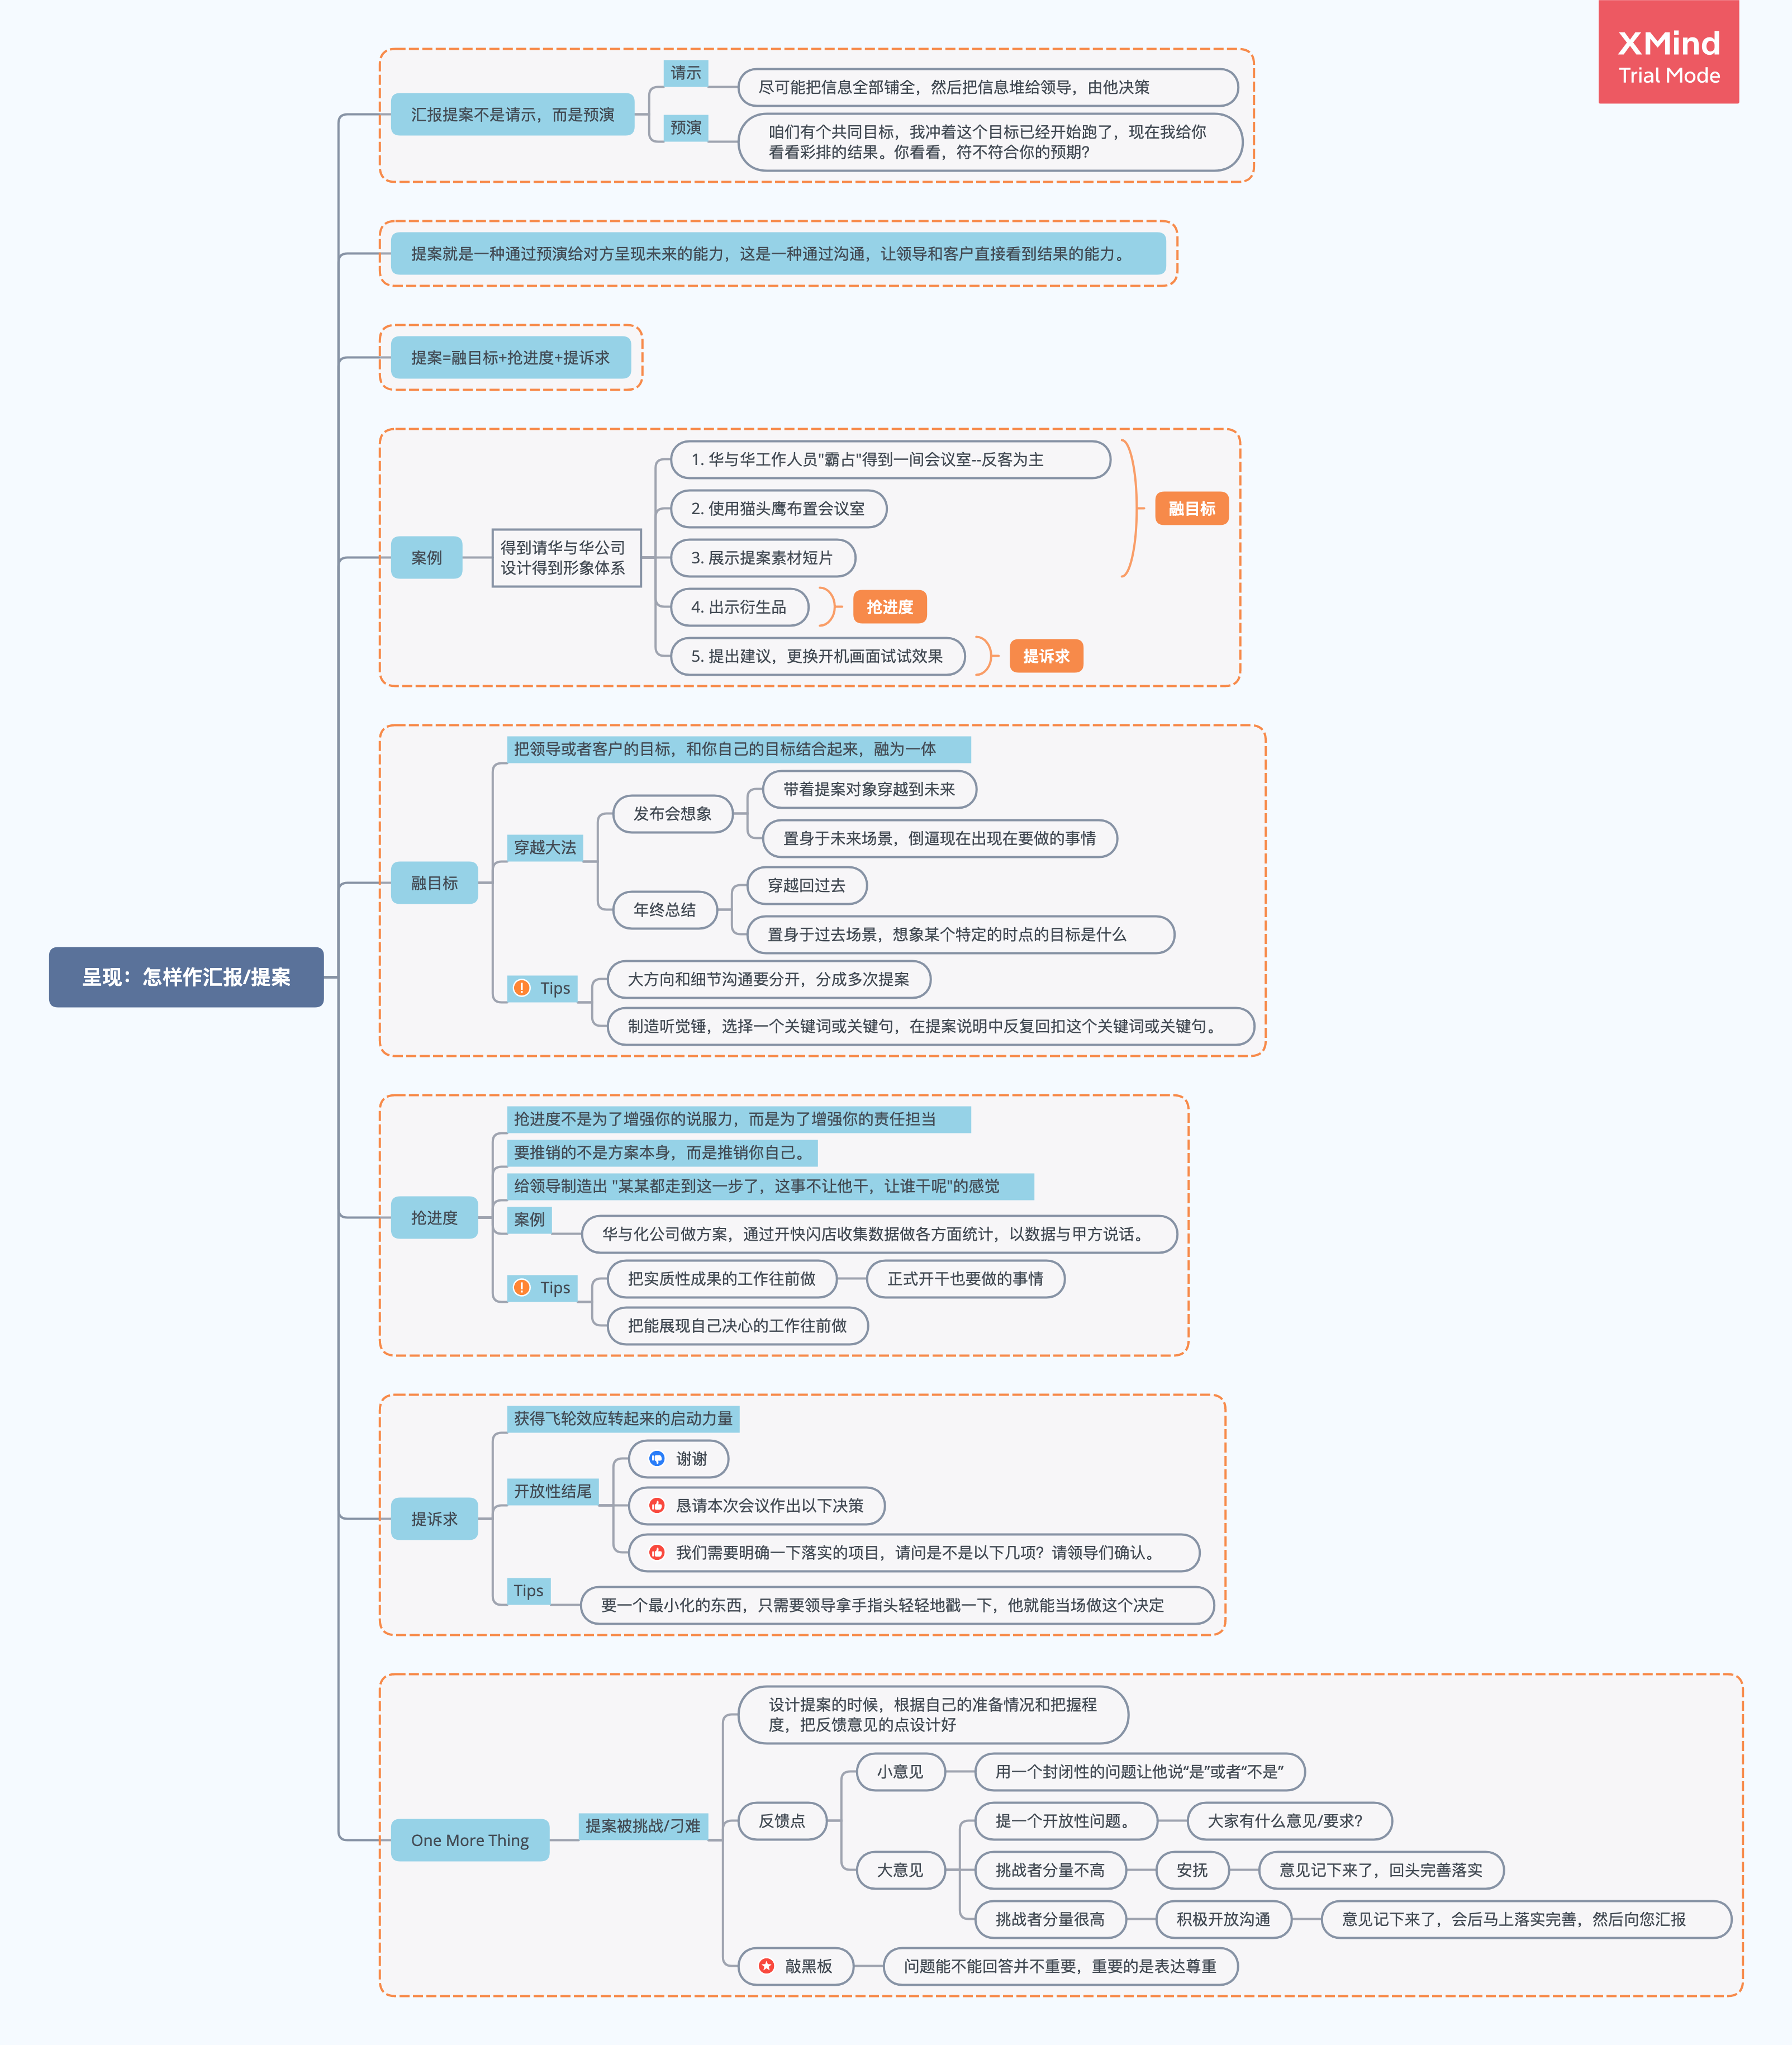 XMind
Trial Mode
呈现：怎样作汇报/提案
汇报提案不是请示，而是预演
请示
尽可能把信息全部铺全，然后把信息堆给领导，由他决策
预演
咱们有个共同目标，我冲着这个目标已经开始跑了，现在我给你
看看彩排的结果。你看看，符不符合你的预期？
提案就是一种通过预演给对方呈现未来的能力，这是一种通过沟通，让领导和客户直接看到结果的能力。
提案=融目标+抢进度+提诉求
案例
得到请华与华公司
设计得到形象体系
1. 华与华工作人员"霸占"得到一间会议室--反客为主
2. 使用猫头鹰布置会议室
3. 展示提案素材短片
融目标
4. 出示衍生品
抢进度
5. 提出建议，更换开机画面试试效果
提诉求
融目标
把领导或者客户的目标，和你自己的目标结合起来，融为一体
穿越大法
发布会想象
带着提案对象穿越到未来
置身于未来场景，倒逼现在出现在要做的事情
年终总结
穿越回过去
置身于过去场景，想象某个特定的时点的目标是什么
Tips
大方向和细节沟通要分开，分成多次提案
制造听觉锤，选择一个关键词或关键句，在提案说明中反复回扣这个关键词或关键句。
抢进度
抢进度不是为了增强你的说服力，而是为了增强你的责任担当
要推销的不是方案本身，而是推销你自己。
给领导制造出 "某某都走到这一步了，这事不让他干，让谁干呢"的感觉
案例
华与化公司做方案，通过开快闪店收集数据做各方面统计，以数据与甲方说话。
Tips
把实质性成果的工作往前做
正式开干也要做的事情
把能展现自己决心的工作往前做
提诉求
获得飞轮效应转起来的启动力量
开放性结尾
谢谢
恳请本次会议作出以下决策
我们需要明确一下落实的项目，请问是不是以下几项？请领导们确认。
Tips
要一个最小化的东西，只需要领导拿手指头轻轻地戳一下，他就能当场做这个决定
One More Thing
提案被挑战/刁难
设计提案的时候，根据自己的准备情况和把握程
度，把反馈意见的点设计好
反馈点
小意见
用一个封闭性的问题让他说“是”或者“不是”
大意见
提一个开放性问题。
大家有什么意见/要求？
挑战者分量不高
安抚
意见记下来了，回头完善落实
挑战者分量很高
积极开放沟通
意见记下来了，会后马上落实完善，然后向您汇报
敲黑板
问题能不能回答并不重要，重要的是表达尊重